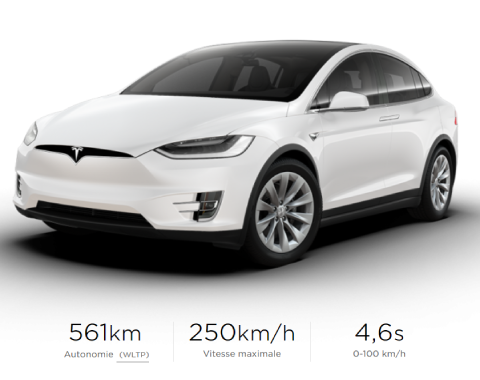 561km
Autonomie (WLTP)
250km/h
Vitesse maximale
4,6s
0-100 km/h